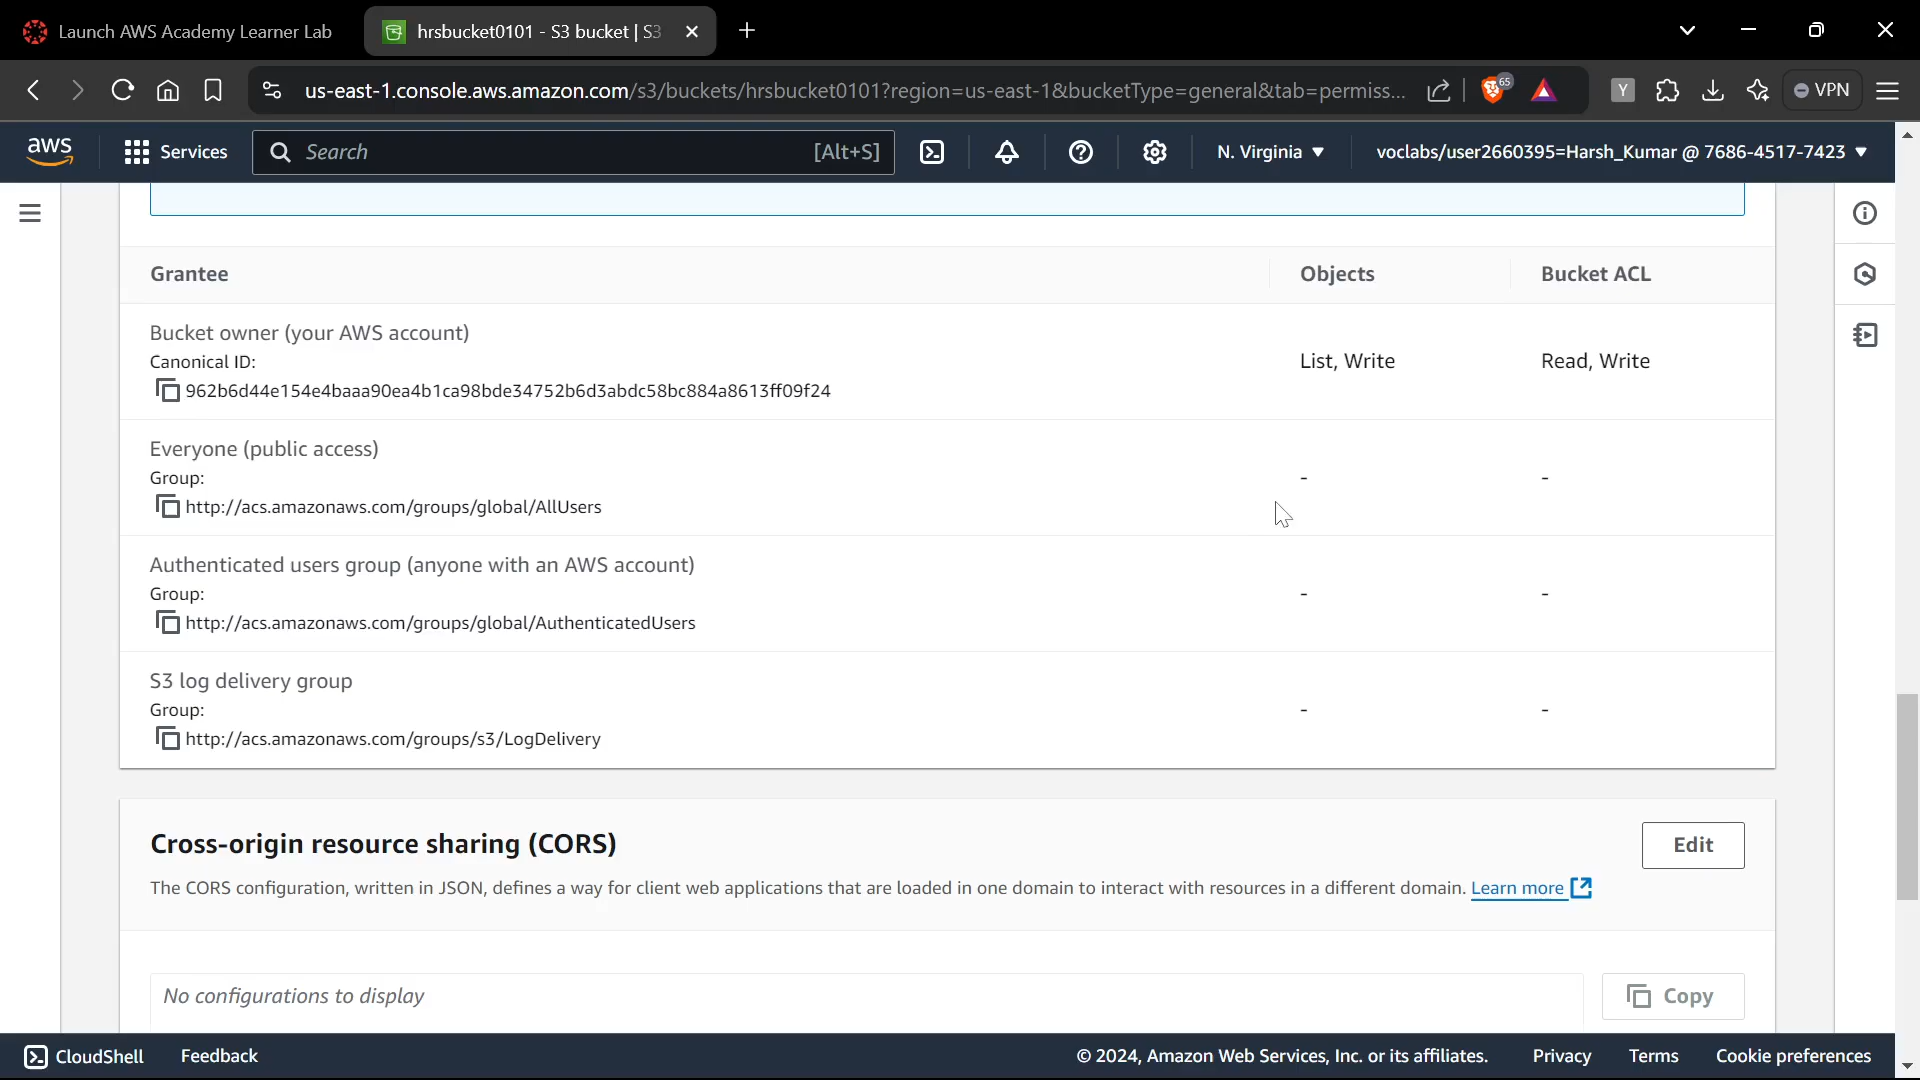 Launch AWS Academy Learner Lab
hrsbucket0101 - S3 bucket | S3
us-east-1.console.aws.amazon.com/s3/buckets/hrsbucket0101?region=us-east-1&bucketType=general&tab=permiss...
65
Y
VPN
aws
Services
Search
[Alt+S]
N. Virginia
voclabs/user2660395=Harsh_Kumar @ 7686-4517-7423
Grantee
Objects
Bucket ACL
Bucket owner (your AWS account)
Canonical ID:
962b6d44e154e4baaa90ea4b1ca98bde34752b6d3abdc58bc884a8613ff09f24
List, Write
Read, Write
Everyone (public access)
Group:
http://acs.amazonaws.com/groups/global/AllUsers
-
-
Authenticated users group (anyone with an AWS account)
Group:
http://acs.amazonaws.com/groups/global/AuthenticatedUsers
-
-
S3 log delivery group
Group:
http://acs.amazonaws.com/groups/s3/LogDelivery
-
-
Cross-origin resource sharing (CORS)
Edit
The CORS configuration, written in JSON, defines a way for client web applications that are loaded in one domain to interact with resources in a different domain. Learn more
No configurations to display
Copy
CloudShell
Feedback
© 2024, Amazon Web Services, Inc. or its affiliates.
Privacy
Terms
Cookie preferences